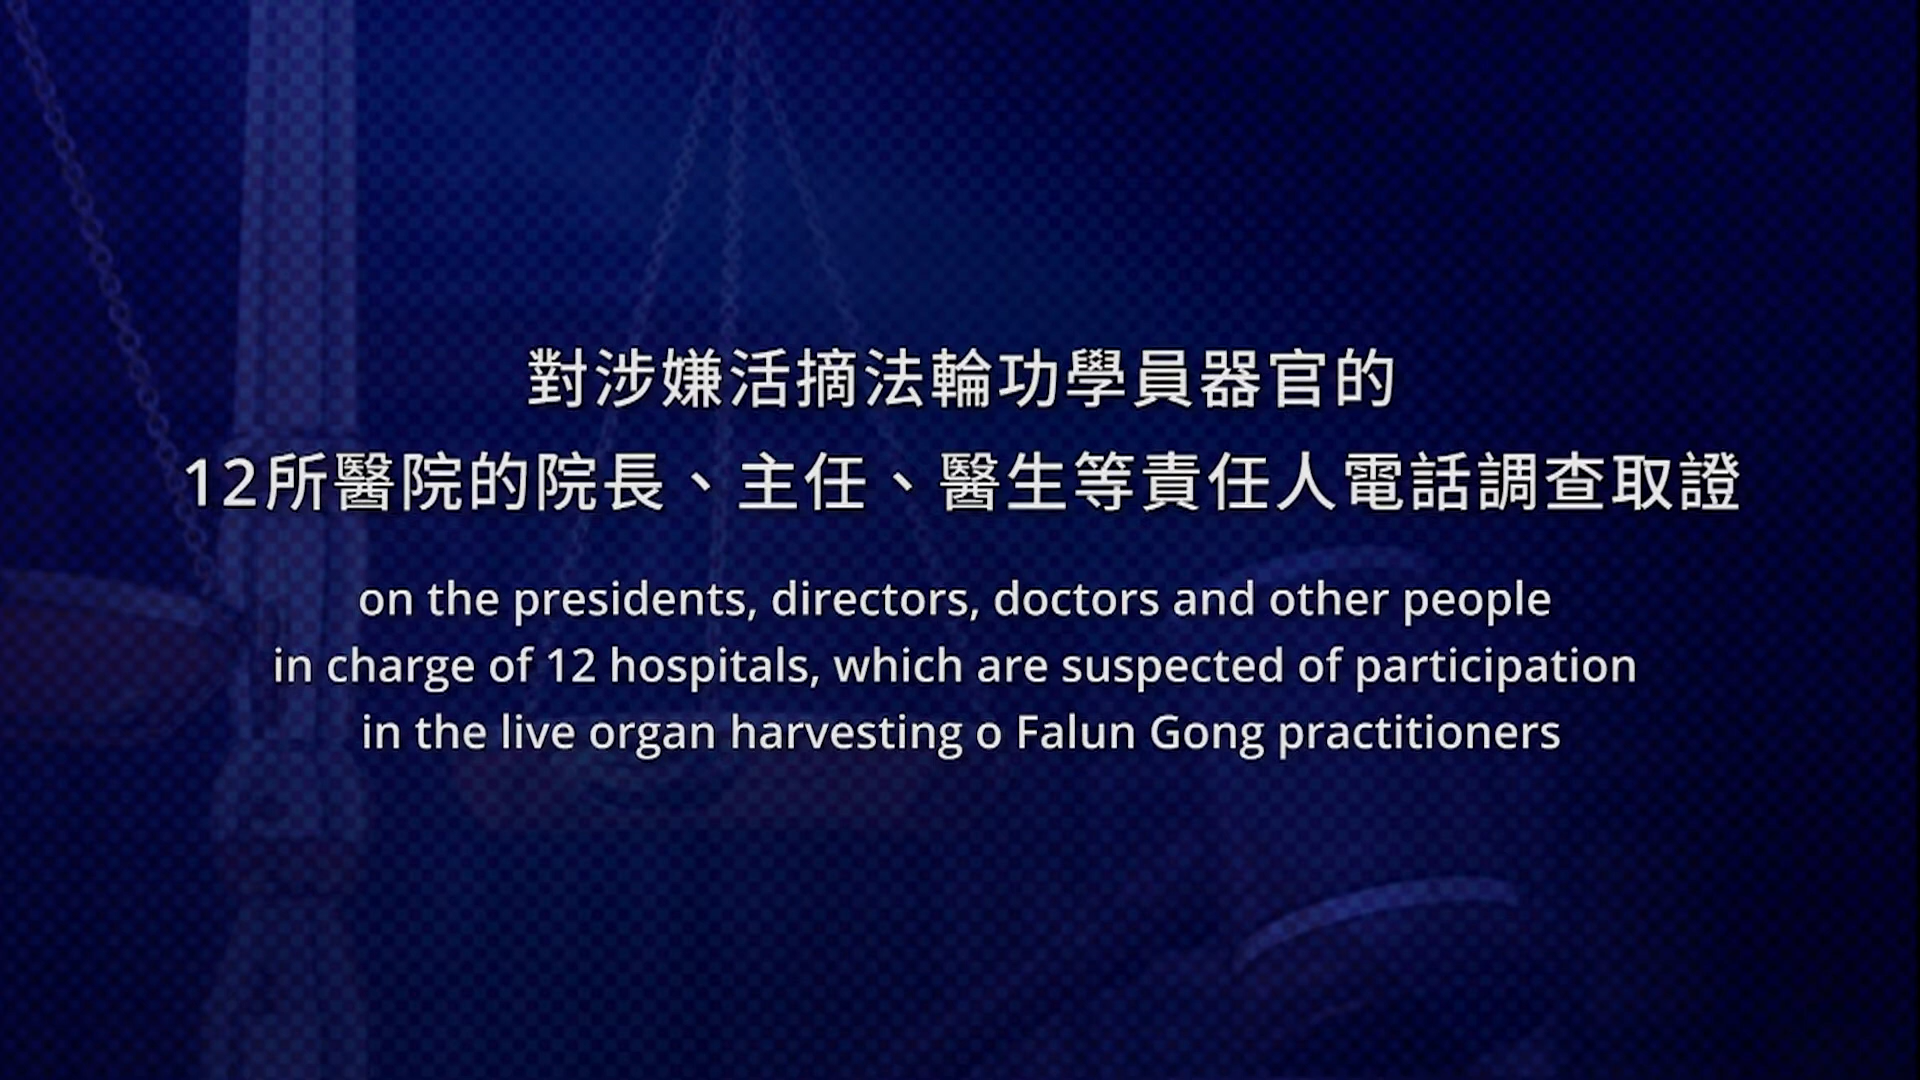 對涉嫌活摘法輪功學員器官的
12所醫院的院長、主任、醫生等責任人電話調查取證
on the presidents, directors, doctors and other people
in charge of 12 hospitals, which are suspected of participation
in the live organ harvesting o Falun Gong practitioners